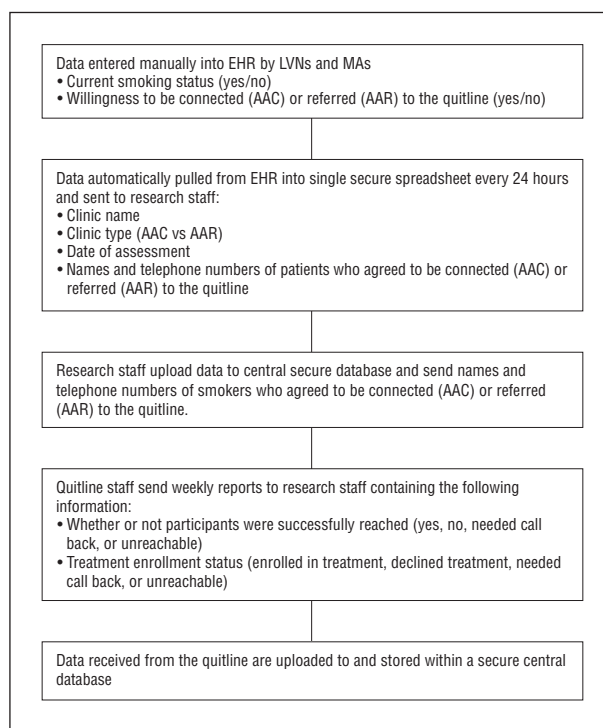 Data entered manually into EHR by LVNs and MAs
• Current smoking status (yes/no)
• Willingness to be connected (AAC) or referred (AAR) to the quitline (yes/no)
Data automatically pulled from EHR into single secure spreadsheet every 24 hours
and sent to research staff:
• Clinic name
• Clinic type (AAC vs AAR)
• Date of assessment
• Names and telephone numbers of patients who agreed to be connected (AAC) or
referred (AAR) to the quitline
Research staff upload data to central secure database and send names and
telephone numbers of smokers who agreed to be connected (AAC) or referred
(AAR) to the quitline.
Quitline staff send weekly reports to research staff containing the following
information:
• Whether or not participants were successfully reached (yes, no, needed call
back, or unreachable)
• Treatment enrollment status (enrolled in treatment, declined treatment, needed
call back, or unreachable)
Data received from the quitline are uploaded to and stored within a secure central
database